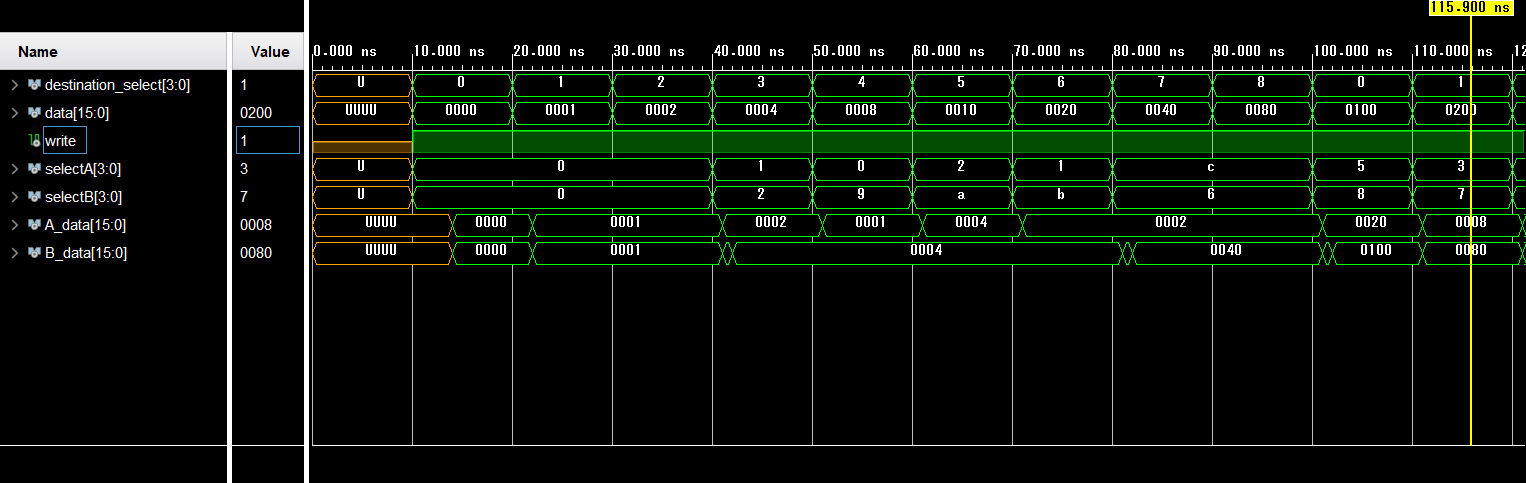 115.900 ns
Name Value
0.000 ns 10.000 ns 20.000 ns 30.000 ns 40.000 ns 50.000 ns 60.000 ns 70.000 ns 80.000 ns 90.000 ns 100.000 ns 110.000 ns 12
destination_select[3:0] 1 U 0 1 2 3 4 5 6 7 8 0 1
data[15:0] 0200 UUUU 0000 0001 0002 0004 0008 0010 0020 0040 0080 0100 0200
write 1
selectA[3:0] 3 U 0 1 0 2 1 c 5 3
selectB[3:0] 7 U 0 2 9 a b 6 8 7
A_data[15:0] 0008 UUUU 0000 0001 0002 0001 0004 0002 0020 0008
B_data[15:0] 0080 UUUU 0000 0001 0004 0040 0100 0080